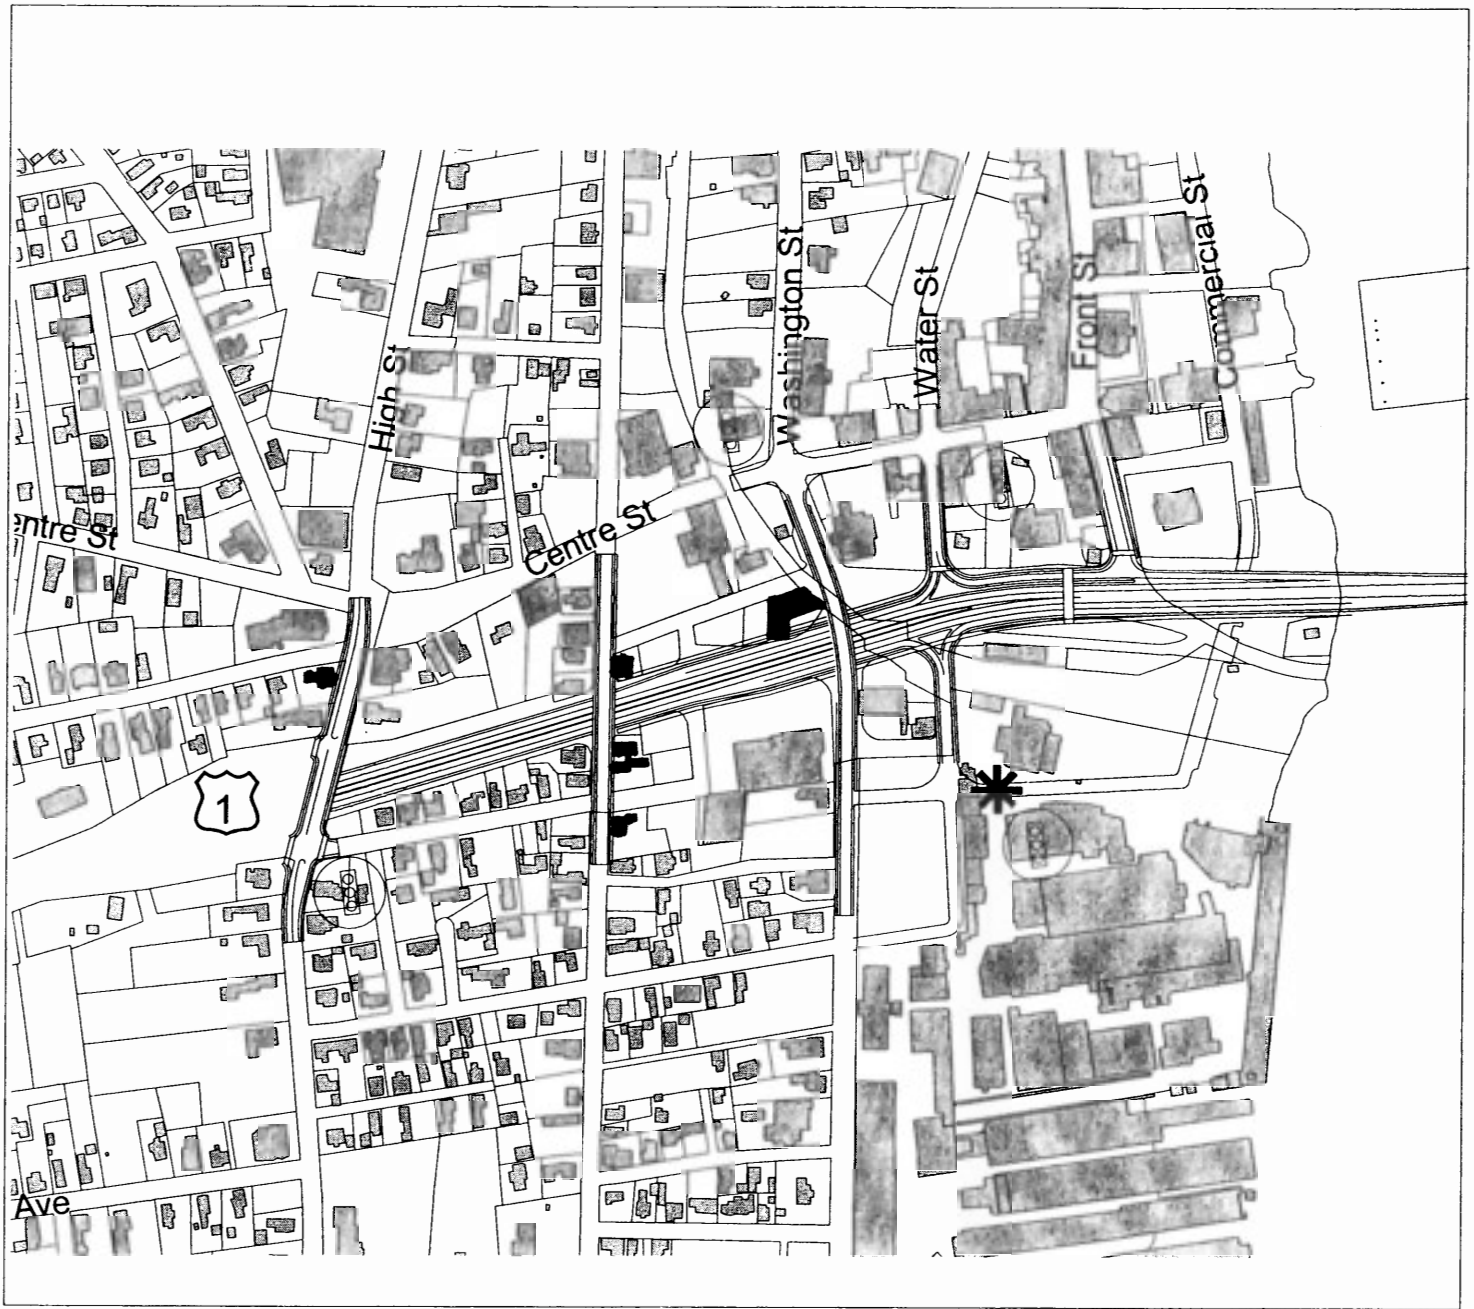 Commercial St
Washington St
Front St
Water St
High St
entre St
Centre St
1
Ave